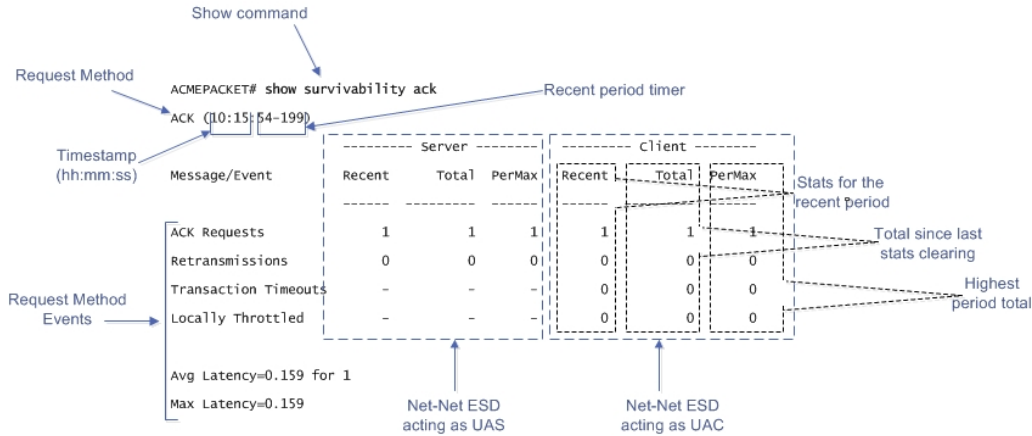 Show command
Request Method
ACMEPACKET# show survivability ack
Recent period timer
ACK (10:15:54-199)
Timestamp
(hh:mm:ss)
-------- Server -------- -------- Client --------
Message/Event Recent Total PerMax Recent Total PerMax
------ --------- ------ ------ --------- ------
Stats for the
recent period
ACK Requests 1 1 1 1 1 1
Retransmissions 0 0 0 0 0 0
Transaction Timeouts - - - 0 0 0
Locally Throttled - - - 0 0 0
Total since last
stats clearing
Highest
period total
Request Method
Events
Avg Latency=0.159 for 1
Max Latency=0.159
Net-Net ESD
acting as UAS
Net-Net ESD
acting as UAC